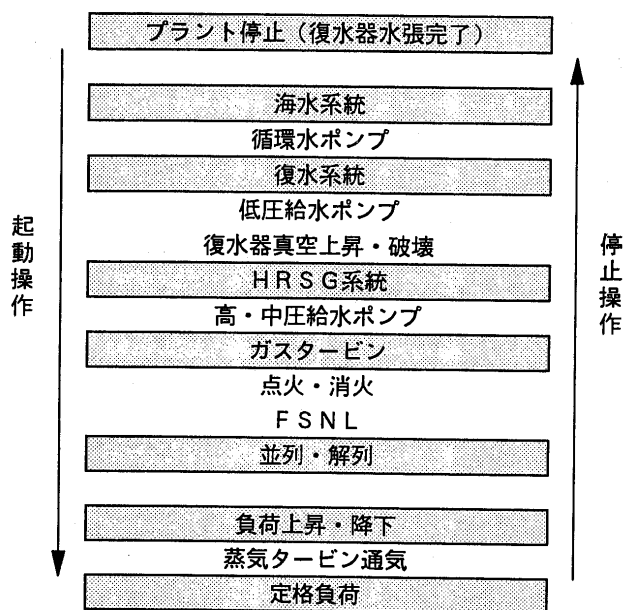 プラント停止（復水器水張完了）
海水系統
循環水ポンプ
復水系統
低圧給水ポンプ
復水器真空上昇・破壊
ＨＲＳＧ系統
高・中圧給水ポンプ
ガスタービン
点火・消火
ＦＳＮＬ
並列・解列
負荷上昇・降下
蒸気タービン通気
定格負荷
起動操作
停止操作